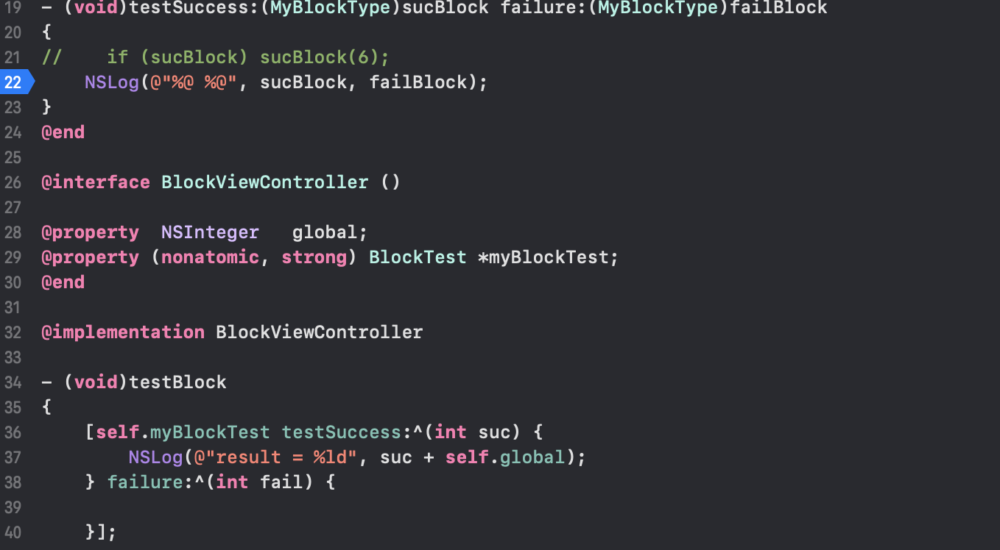 19 - (void)testSuccess:(MyBlockType)sucBlock failure:(MyBlockType)failBlock
20 {
21 //    if (sucBlock) sucBlock(6);
22     NSLog(@"%@ %@", sucBlock, failBlock);
23 }
24 @end
25
26 @interface BlockViewController ()
27
28 @property  NSInteger   global;
29 @property (nonatomic, strong) BlockTest *myBlockTest;
30 @end
31
32 @implementation BlockViewController
33
34 - (void)testBlock
35 {
36     [self.myBlockTest testSuccess:^(int suc) {
37         NSLog(@"result = %ld", suc + self.global);
38     } failure:^(int fail) {
39
40     }];